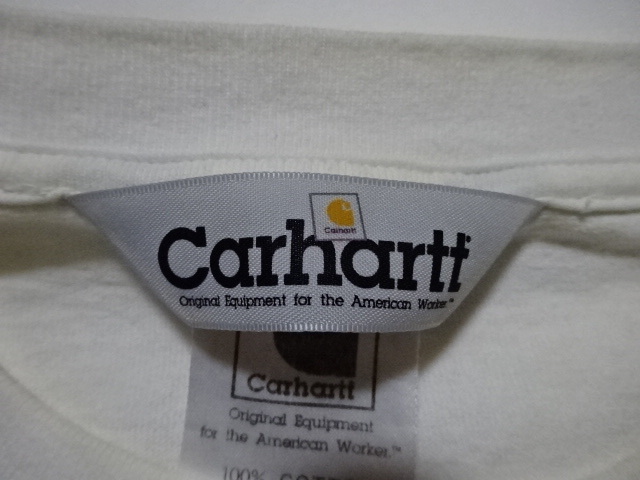 Carhartt
Carhartt
Original Equipment for the American Worker™
Carhartt
Original Equipment
for the American Worker.™
100%